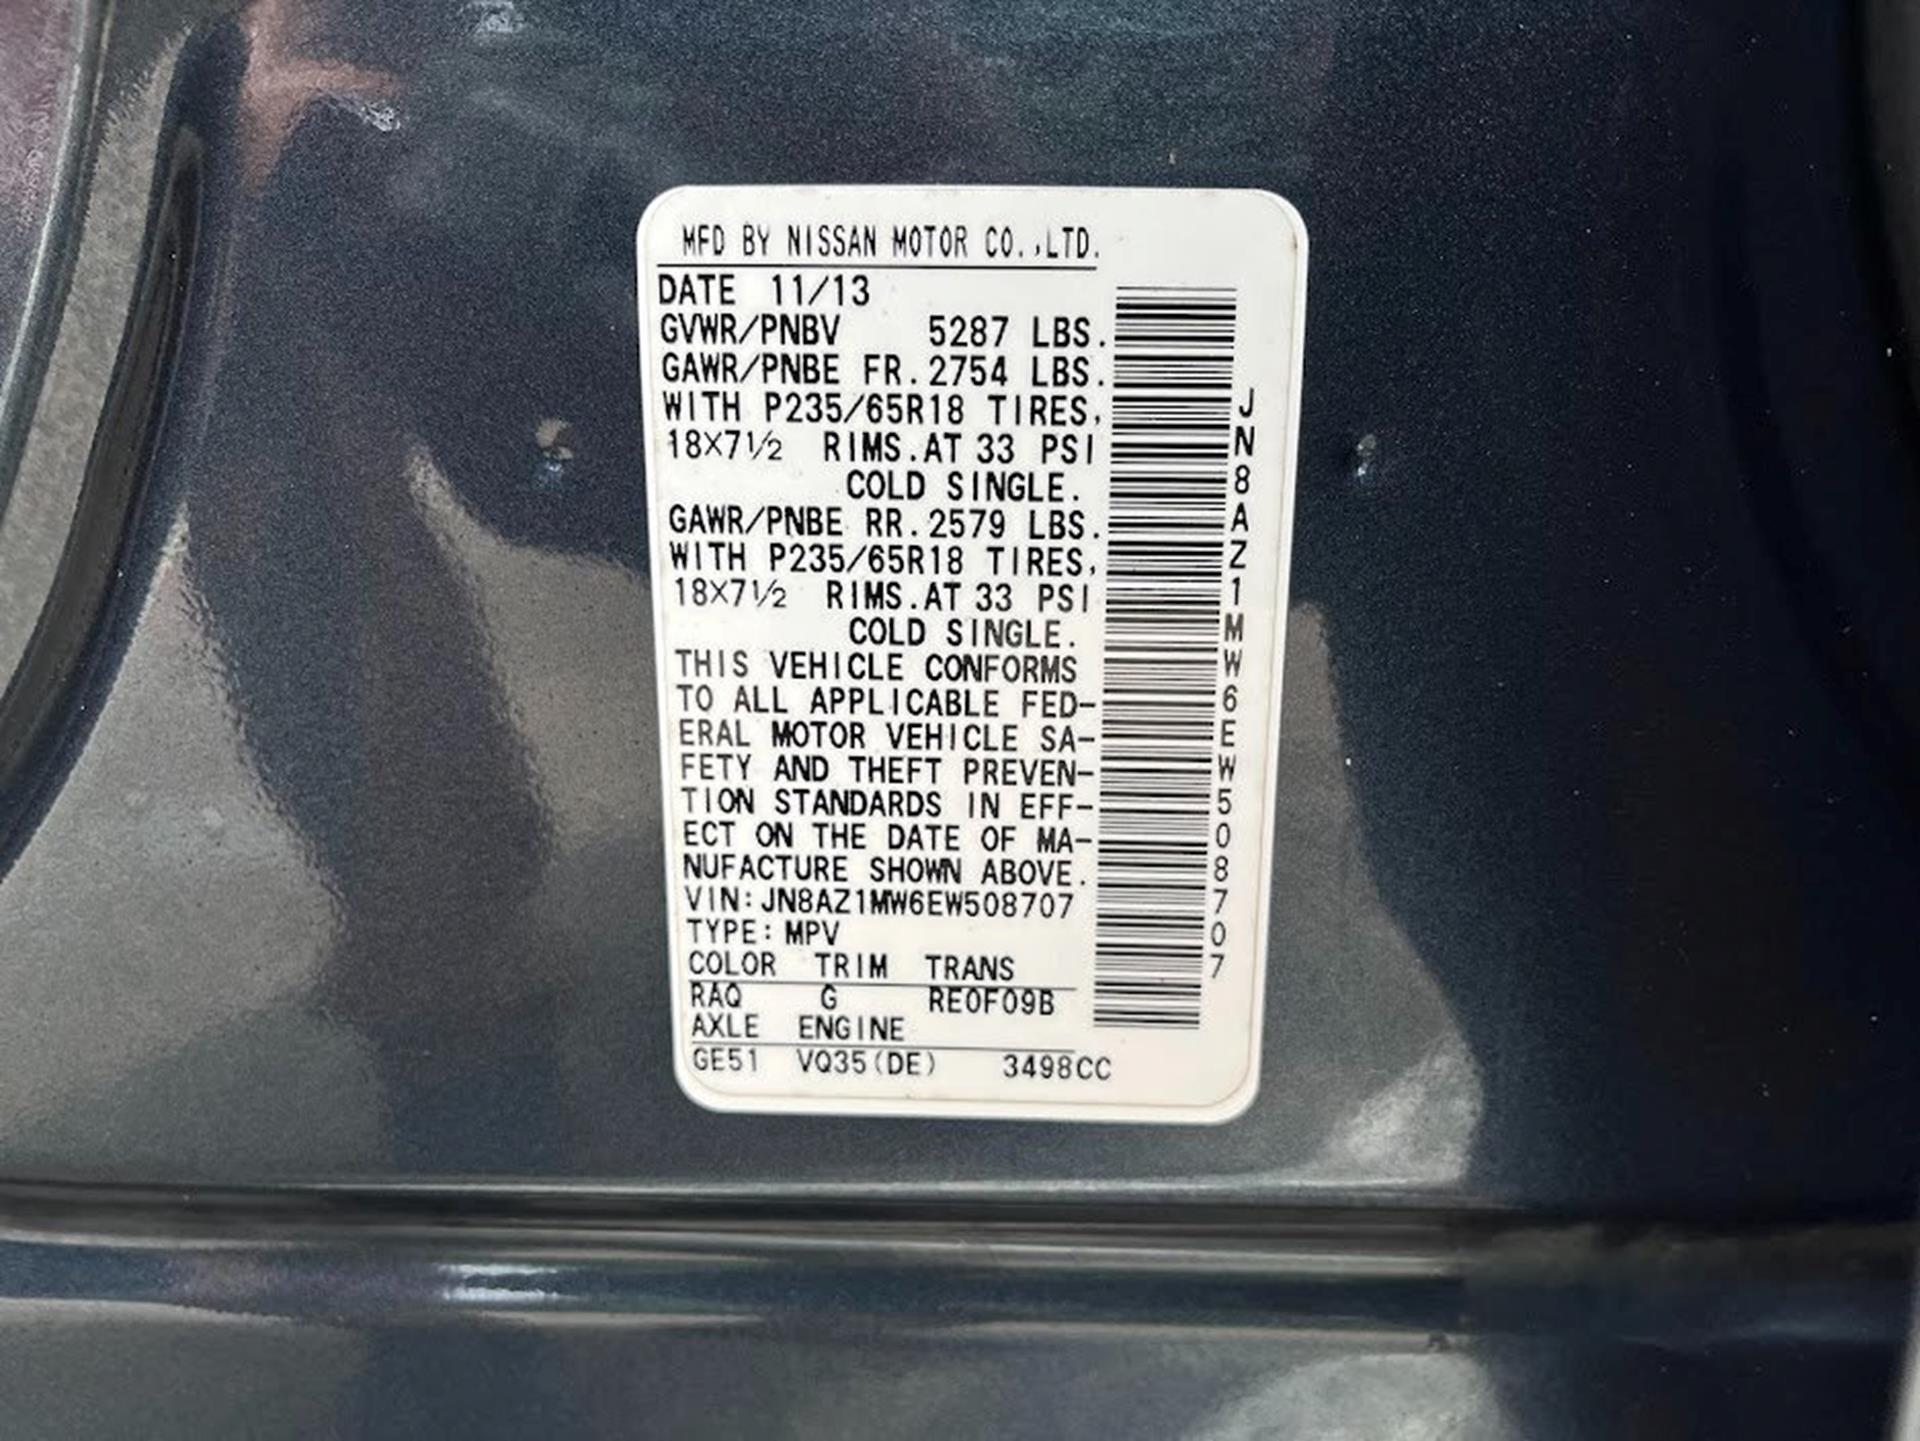 MFD BY NISSAN MOTOR CO.,LTD.
DATE 11/13
GVWR/PNBV 5287 LBS.
GAWR/PNBE FR.2754 LBS.
WITH P235/65R18 TIRES,
18X7½ RIMS.AT 33 PSI
COLD SINGLE.
GAWR/PNBE RR.2579 LBS.
WITH P235/65R18 TIRES,
18X7½ RIMS.AT 33 PSI
COLD SINGLE.
THIS VEHICLE CONFORMS
TO ALL APPLICABLE FED-
ERAL MOTOR VEHICLE SA-
FETY AND THEFT PREVEN-
TION STANDARDS IN EFF-
ECT ON THE DATE OF MA-
NUFACTURE SHOWN ABOVE.
VIN:JN8AZ1MW6EW508707
TYPE:MPV
COLOR TRIM TRANS
RAQ G RE0F09B
AXLE ENGINE
GE51 VQ35(DE) 3498CC
JN8AZ1MW6EW508707